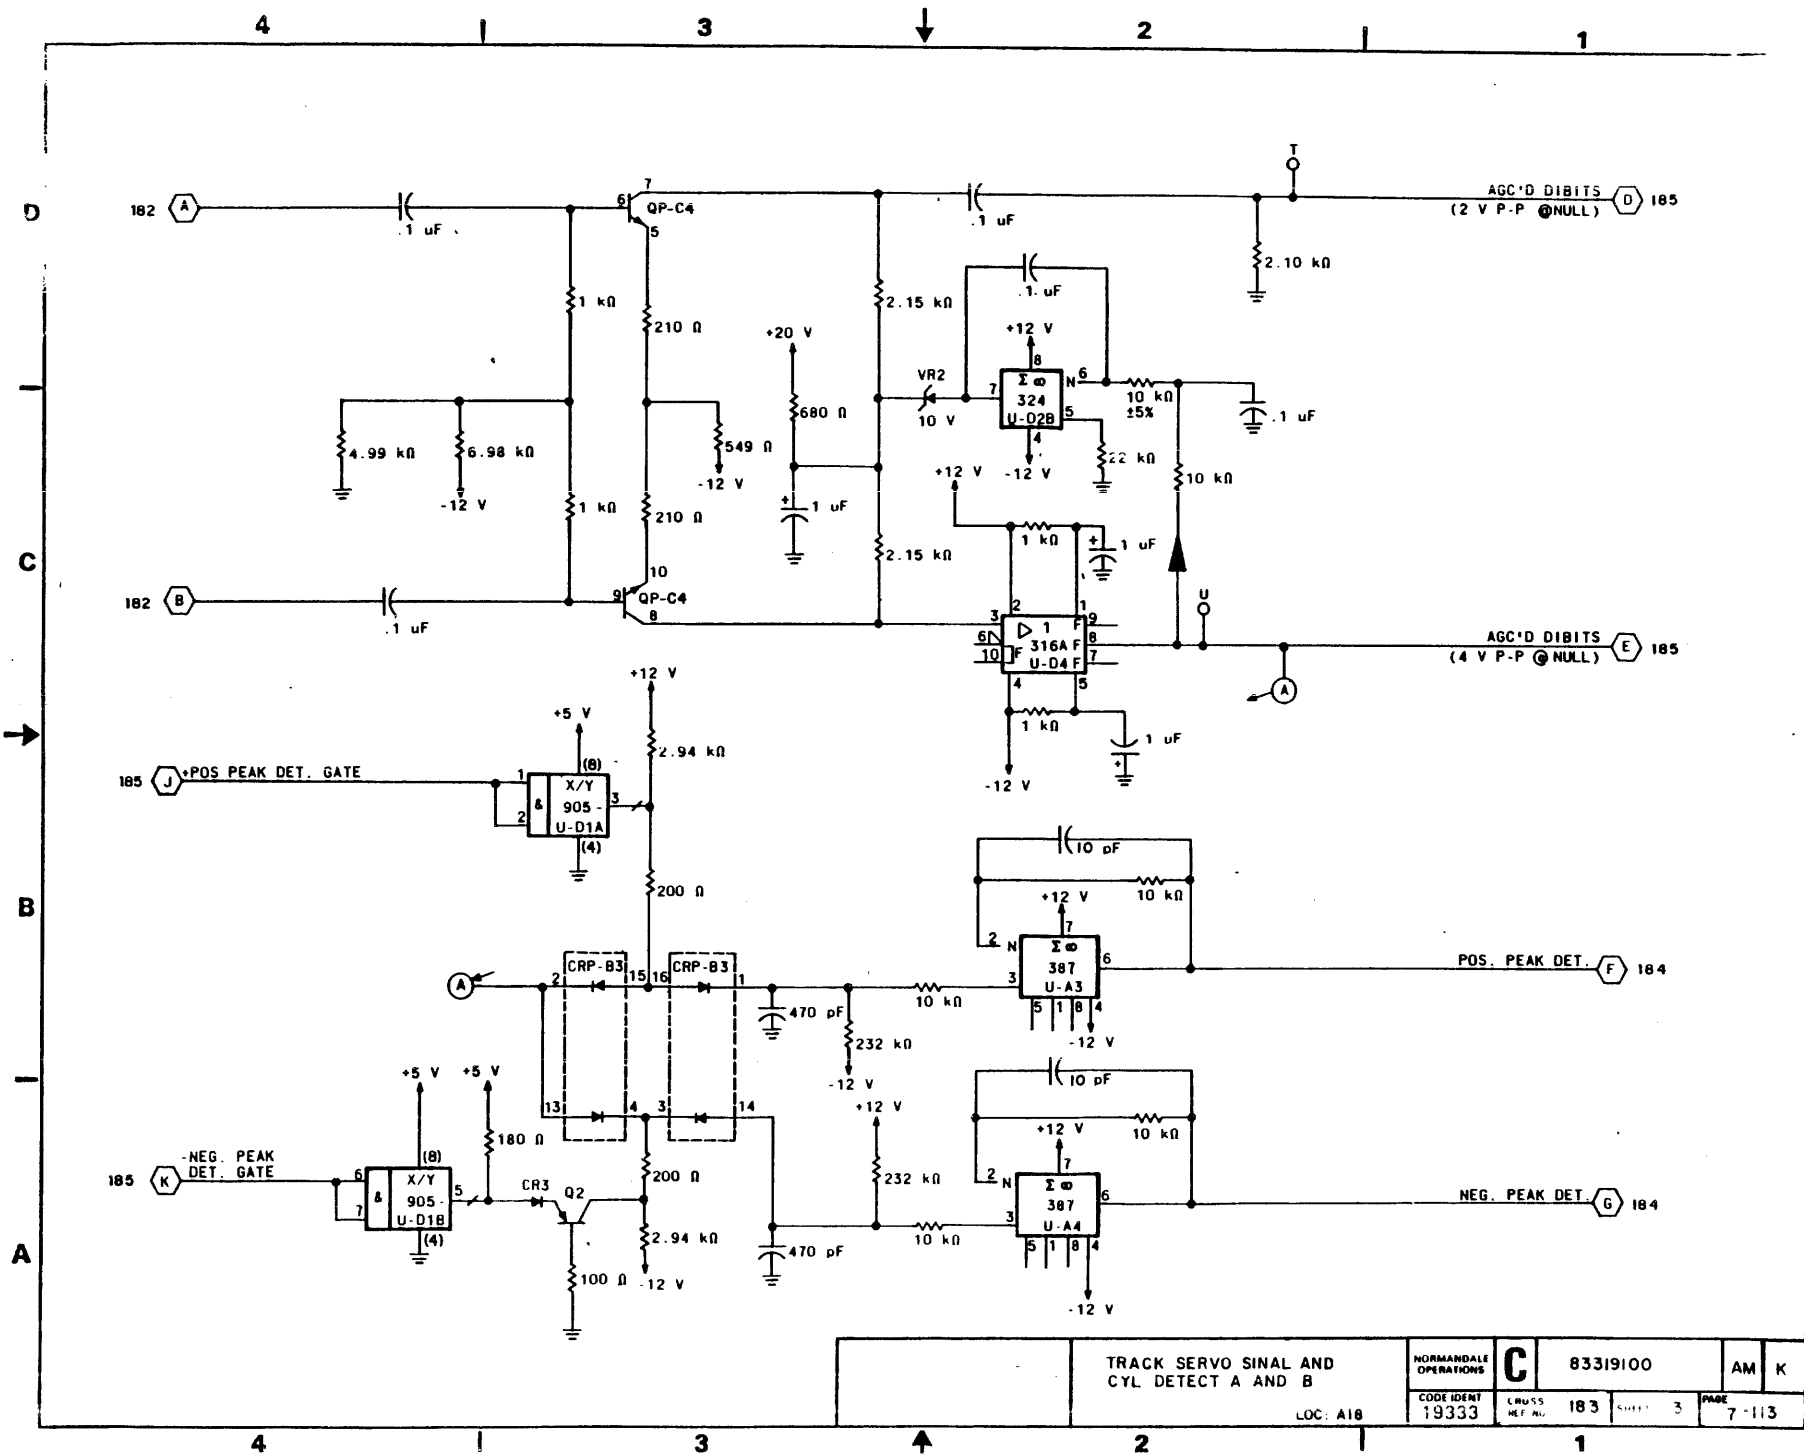 4 3 2 1
T
D
182 A
.1 uF
6
7
QP-C4
5
.1 uF
AGC'D DIBITS
(2 V P-P @NULL)
D 185
2.10 kΩ
1 kΩ
210 Ω
2.15 kΩ
.1 uF
+20 V
+12 V
8
VR2
7
Σ ∞
N 6
324
10 kΩ
±5%
U-D2B
5
10 V
4
680 Ω
.1 uF
4.99 kΩ
6.98 kΩ
549 Ω
22 kΩ
-12 V
-12 V
+12 V
-12 V
10 kΩ
1 kΩ
210 Ω
+
1 uF
2.15 kΩ
1 kΩ
+
1 uF
C
182 B
.1 uF
9
10
QP-C4
8
3
2
1
1
F 9
6
316A F 8
10 F
U-D4 F 7
4
5
U
AGC'D DIBITS
(4 V P-P @NULL)
E 185
A
+12 V
1 kΩ
1 uF
+
-12 V
+5 V
2.94 kΩ
185 J +POS PEAK DET. GATE
1
2
&
(8)
X/Y
905
U-D1A
(4)
3
200 Ω
10 pF
10 kΩ
+12 V
B
2 N
7
Σ ∞
387
U-A3
3
6
5 1 8 4
-12 V
POS. PEAK DET.
F 184
A
2
CRP-B3
15 16
CRP-B3
1
470 pF
10 kΩ
232 kΩ
-12 V
13
4 3
14
+12 V
10 pF
10 kΩ
+12 V
+5 V
+5 V
180 Ω
185 K
-NEG. PEAK
DET. GATE
6
7
&
(8)
X/Y
905
U-D1B
(4)
5
CR3
Q2
200 Ω
232 kΩ
2 N
7
Σ ∞
387
U-A4
3
6
5 1 8 4
-12 V
NEG. PEAK DET.
G 184
A
2.94 kΩ
100 Ω
-12 V
470 pF
10 kΩ
TRACK SERVO SINAL AND
CYL DETECT A AND B
LOC: A18
NORMANDALE
OPERATIONS
C
83319100
AM
K
CODE IDENT
19333
CROSS
REF NO.
183
SHEET 3
PAGE
7-113
4 3 2 1